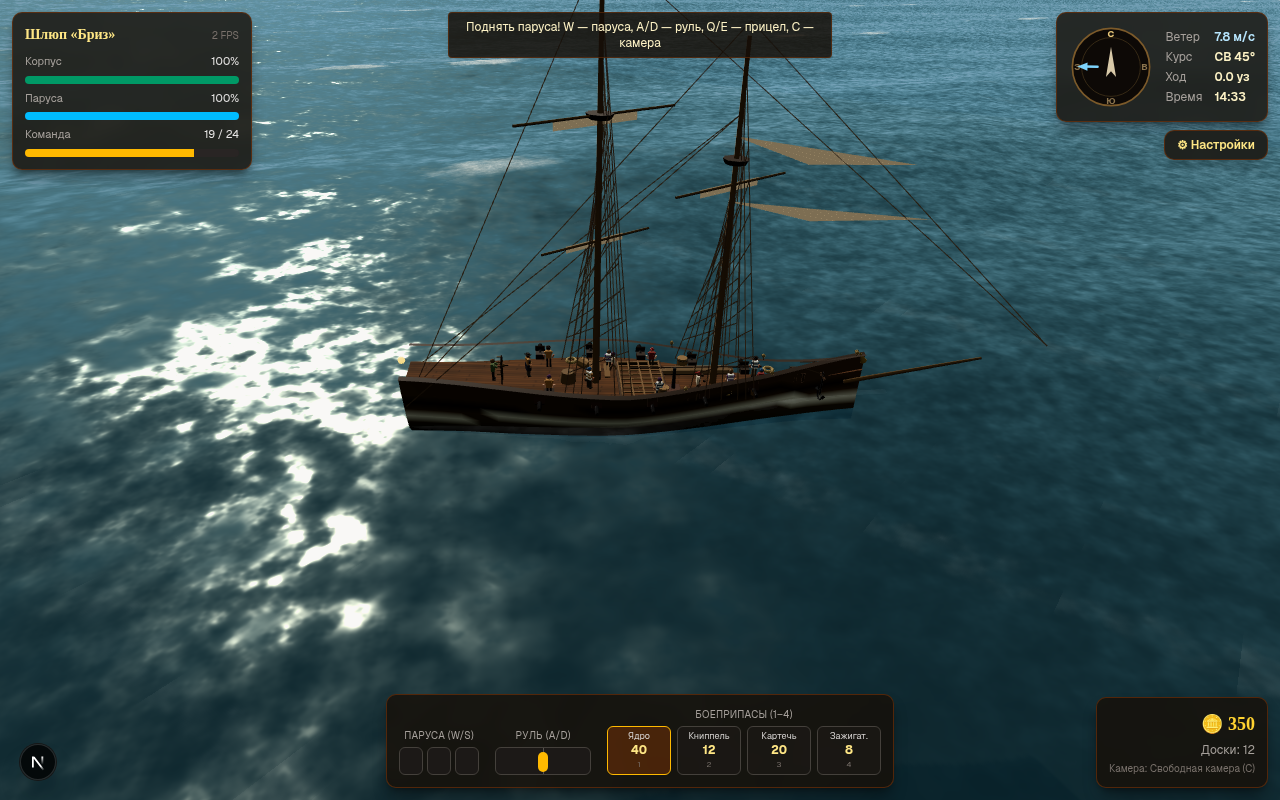 Шлюп «Бриз»
2 FPS
Корпус 100%
Паруса 100%
Команда 19 / 24
Поднять паруса! W — паруса, A/D — руль, Q/E — прицел, C —
камера
С
З В
Ю
Ветер 7.8 м/с
Курс СВ 45°
Ход 0.0 уз
Время 14:33
⚙ Настройки
ПАРУСА (W/S)
РУЛЬ (A/D)
БОЕПРИПАСЫ (1–4)
Ядро Книппель Картечь Зажигат.
40 12 20 8
1 2 3 4
350
Доски: 12
Камера: Свободная камера (C)
N